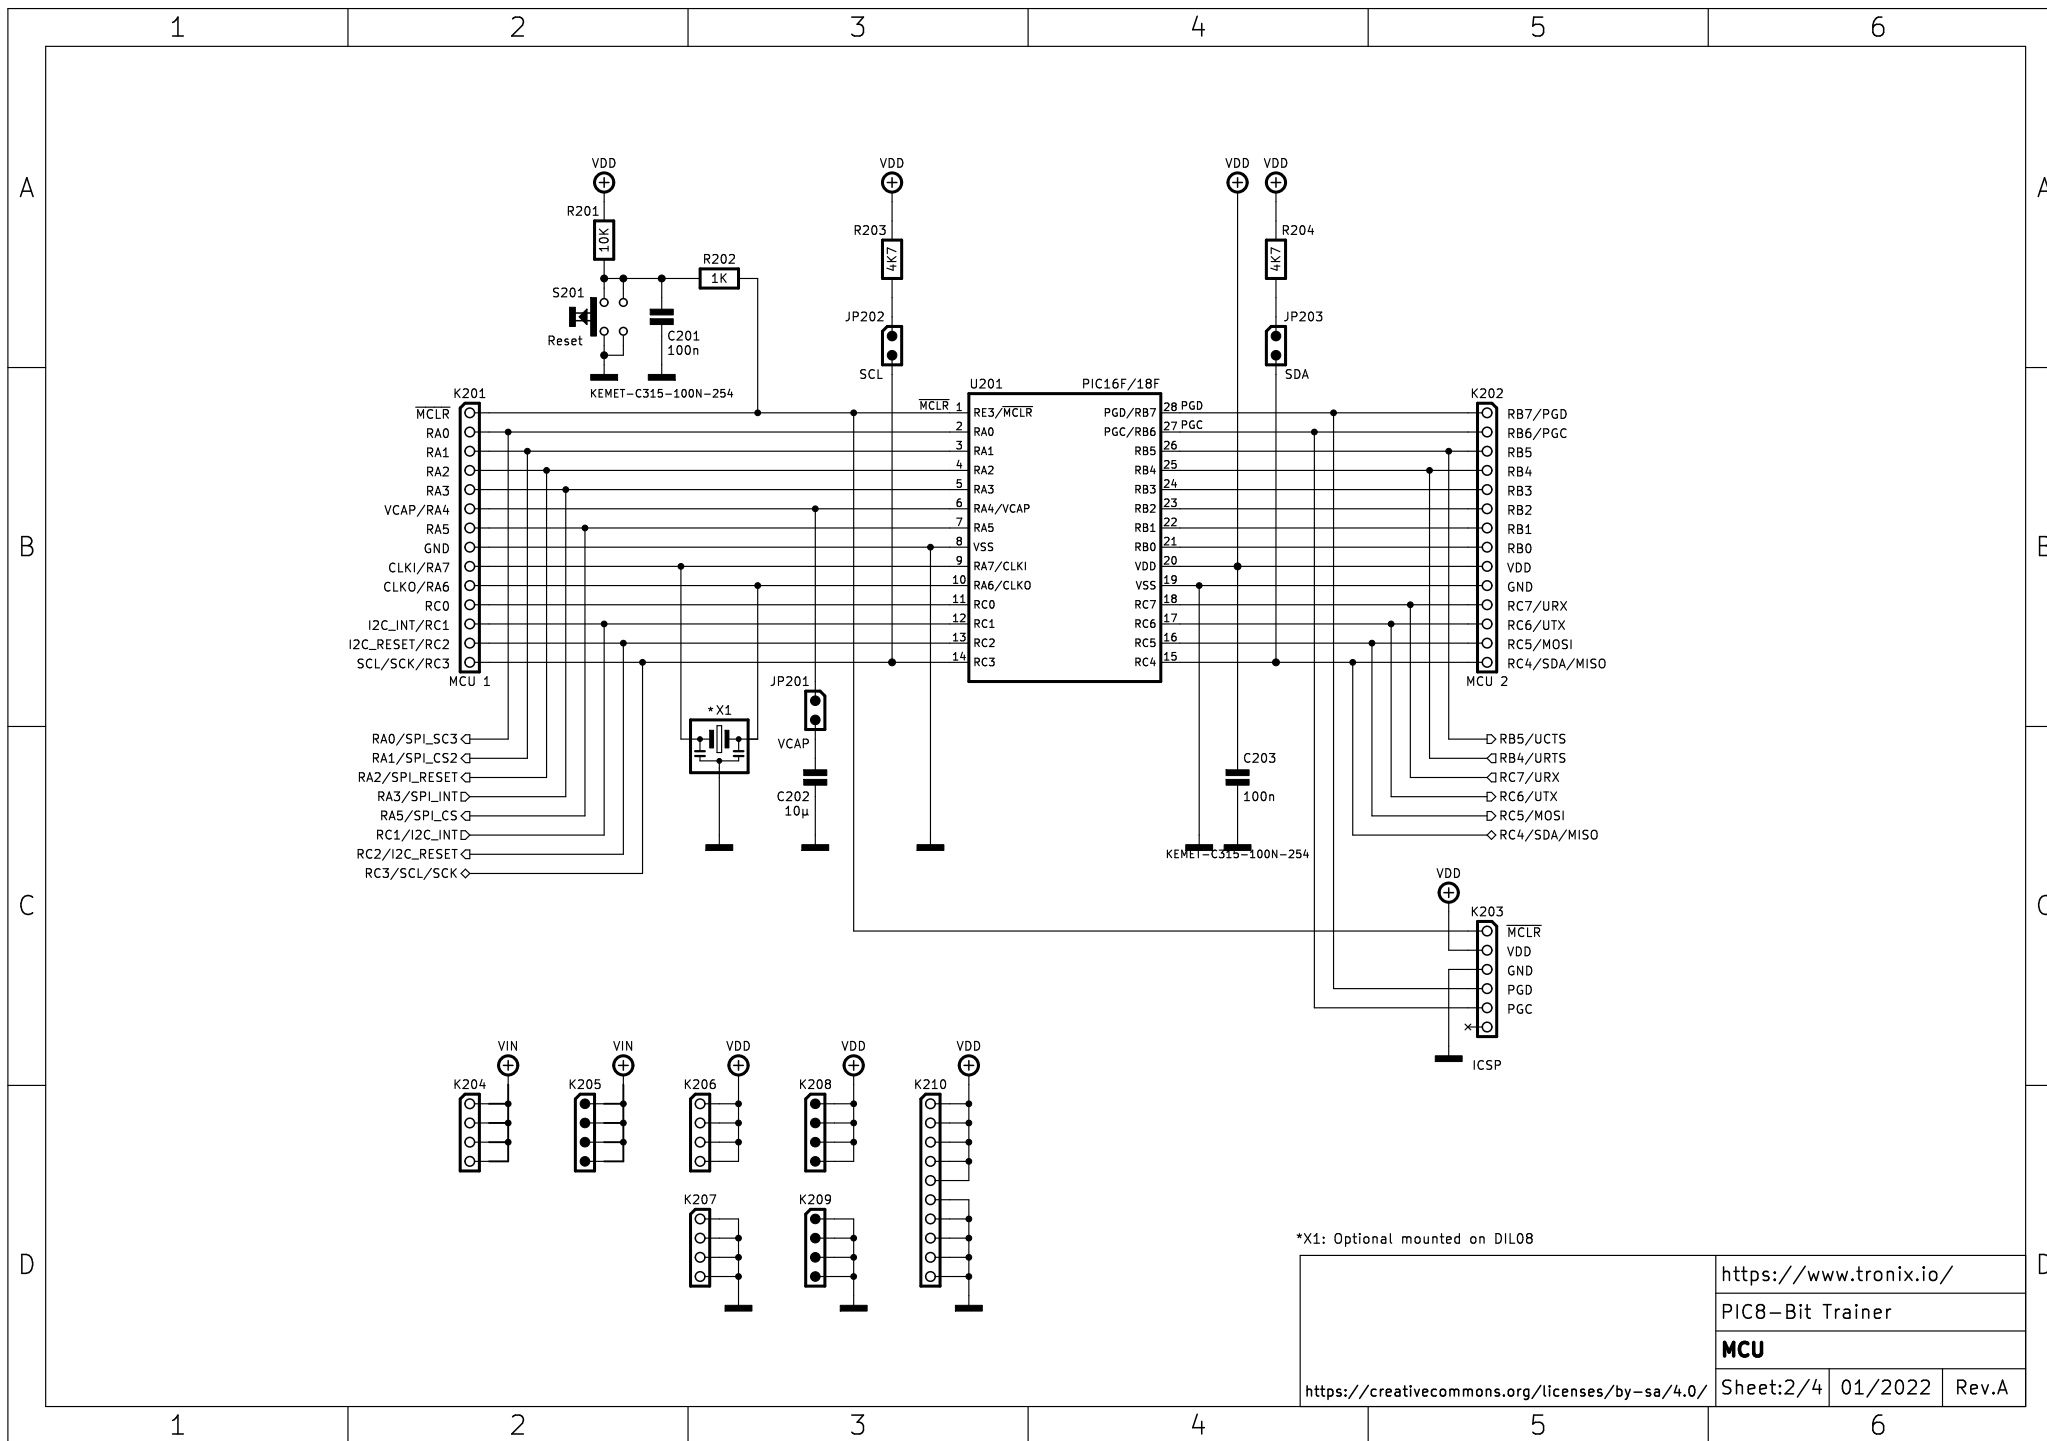 1 2 3 4 5 6
A
A
VDD
VDD
VDD VDD
R201
10K
R202
1K
S201
Reset
C201
100n
KEMET-C315-100N-254
R203
4K7
JP202
SCL
R204
4K7
JP203
SDA
K201
MCLR
RA0
RA1
RA2
RA3
VCAP/RA4
RA5
GND
CLKI/RA7
CLKO/RA6
RC0
I2C_INT/RC1
I2C_RESET/RC2
SCL/SCK/RC3
MCU 1
U201 PIC16F/18F
MCLR 1 RE3/MCLR
2 RA0
3 RA1
4 RA2
5 RA3
6 RA4/VCAP
7 RA5
8 VSS
9 RA7/CLKI
10 RA6/CLKO
11 RC0
12 RC1
13 RC2
14 RC3
PGD/RB7 28 PGD
PGC/RB6 27 PGC
RB5 26
RB4 25
RB3 24
RB2 23
RB1 22
RB0 21
VDD 20
VSS 19
RC7 18
RC6 17
RC5 16
RC4 15
K202
RB7/PGD
RB6/PGC
RB5
RB4
RB3
RB2
RB1
RB0
VDD
GND
RC7/URX
RC6/UTX
RC5/MOSI
RC4/SDA/MISO
MCU 2
B
B
RA0/SPI_SC3
RA1/SPI_CS2
RA2/SPI_RESET
RA3/SPI_INT
RA5/SPI_CS
RC1/I2C_INT
RC2/I2C_RESET
RC3/SCL/SCK
*X1
JP201
VCAP
C202
10µ
C203
100n
KEMET-C315-100N-254
RB5/UCTS
RB4/URTS
RC7/URX
RC6/UTX
RC5/MOSI
RC4/SDA/MISO
C
C
VDD
K203
MCLR
VDD
GND
PGD
PGC
ICSP
VIN
K204
VIN
K205
VDD
K206
VDD
K208
VDD
K210
K207
K209
D
D
*X1: Optional mounted on DIL08
https://www.tronix.io/
PIC8-Bit Trainer
MCU
https://creativecommons.org/licenses/by-sa/4.0/
Sheet:2/4 01/2022 Rev.A
1 2 3 4 5 6